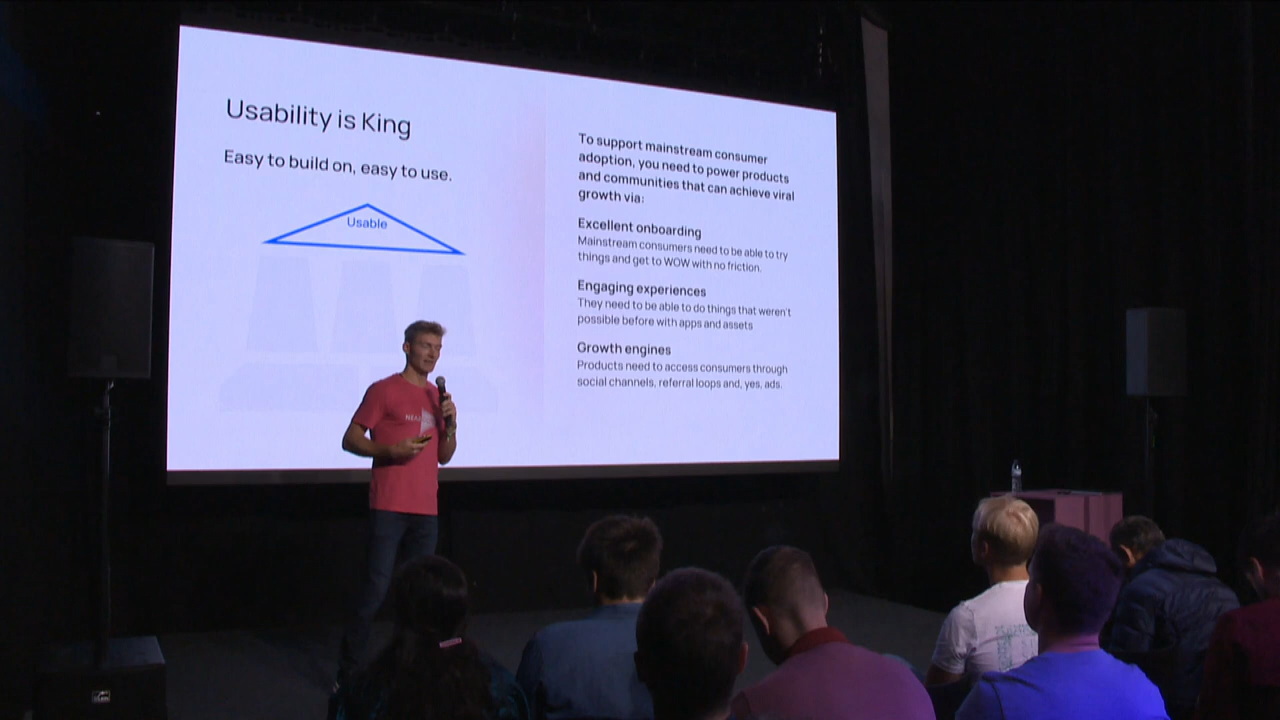 Usability is King
Easy to build on, easy to use.
Usable
To support mainstream consumer
adoption, you need to power products
and communities that can achieve viral
growth via:
Excellent onboarding
Mainstream consumers need to be able to try
things and get to WOW with no friction.
Engaging experiences
They need to be able to do things that weren't
possible before with apps and assets
Growth engines
Products need to access consumers through
social channels, referral loops and, yes, ads.